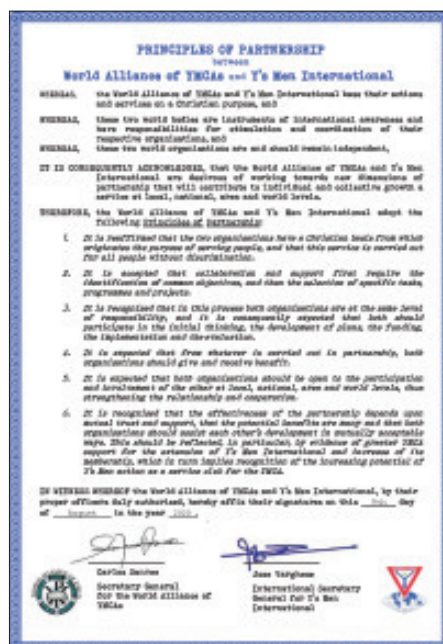 PRINCIPLES OF PARTNERSHIP
between
World Alliance of YMCAs and Y's Men International
WHEREAS, the World Alliance of YMCAs and Y's Men International base their actions
and services on a Christian purpose, and
WHEREAS, these two world bodies are instruments of international awareness and
have responsibilities for stimulation and coordination of their
respective organisations, and
WHEREAS, these two world organisations are and should remain independent,
IT IS CONSEQUENTLY ACKNOWLEDGED, that the World Alliance of YMCAs and Y's Men
International are desirous of working towards new dimensions of
partnership that will contribute to individual and collective growth &
service at local, national, area and world levels.
THEREFORE, the World Alliance of YMCAs and Y's Men International adopt the
following Principles of Partnership:
1. It is reaffirmed that the two organisations have a Christian basis from which
originates the purpose of serving people, and that this service is carried out
for all people without discrimination.
2. It is accepted that collaboration and support first require the
identification of common objectives, and then the selection of specific tasks,
programmes and projects.
3. It is recognised that in this process both organisations are at the same level
of responsibility, and it is consequently expected that both should
participate in the initial thinking, the development of plans, the funding,
the implementation and the evaluation.
4. It is expected that from whatever is carried out in partnership, both
organisations should give and receive benefit.
5. It is expected that both organisations should be open to the participation
and involvement of the other at local, national, area and world levels, thus
strengthening the relationship and cooperation.
6. It is recognised that the effectiveness of the partnership depends upon
mutual trust and support, that the potential benefits are many and that both
organisations should assist each other's development in mutually acceptable
ways. This should be reflected, in particular, by evidence of greater YMCA
support for the extension of Y's Men International and increase of its
membership, which in turn implies recognition of the increasing potential of
Y's Men action as a service club for the YMCA.
IN WITNESS WHEREOF the World Alliance of YMCAs and Y's Men International, by their
proper officers duly authorised, hereby affix their signatures on this day
of August in the year
Carlos Sanvee
Secretary General
for the World Alliance of
YMCAs
Jose Varghese
International Secretary
General for Y's Men
International